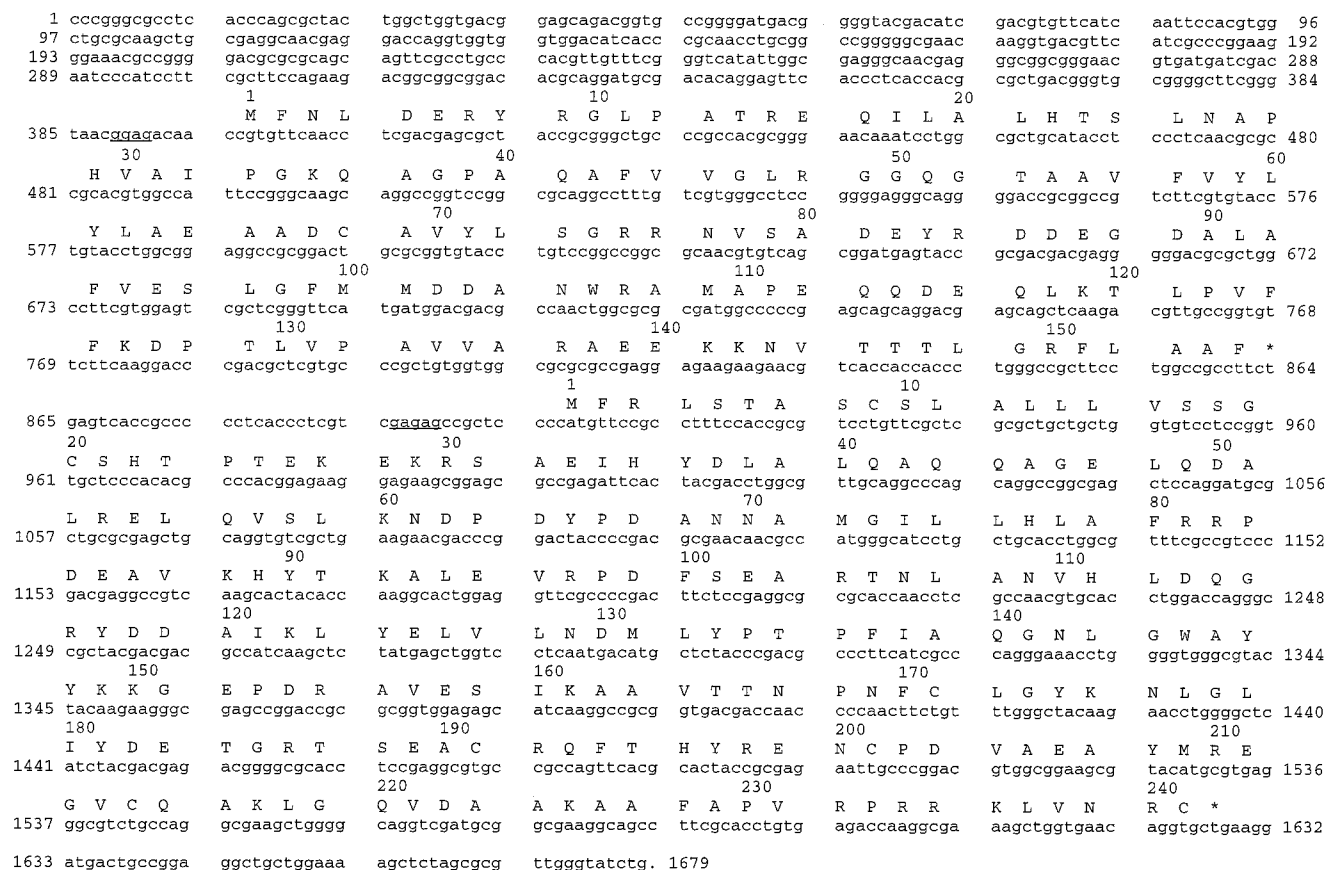 1 cccgggcgcctc acccagcgctac tggctggtgacg gagcagacggtg ccggggatgacg gggtacgacatc gacgtgttcatc aattccacgtgg 96
97 ctgcgcaagctg cgaggcaacgag gaccaggtggtg gtggacatcacc cgcaacctgcgg ccgggggcgaac aaggtgacgttc atcgcccggaag 192
193 ggaaacgccggg gacgcgcgcagc agttcgcctgcc cacgttgtttcg ggtcatattggc gagggcaacgag ggcggcgggaac gtgatgatcgac 288
289 aatcccatcctt cgcttccagaag acggcggcggac acgcaggatgcg acacaggagttc accctcaccacg cgctgacgggtg cggggcttcggg 384
1 10 20
M F N L D E R Y R G L P A T R E Q I L A L H T S L N A P
385 taacggagacaa ccgtgttcaacc tcgacgagcgct accgcgggctgc ccgccacgcggg aacaaatcctgg cgctgcatacct ccctcaacgcgc 480
30 40 50 60
H V A I P G K Q A G P A Q A F V V G L R G G Q G T A A V F V Y L
481 cgcacgtggcca ttccgggcaagc aggccggtccgg cgcaggcctttg tcgtgggcctcc ggggagggcagg ggaccgcggccg tcttcgtgtacc 576
70 80 90
Y L A E A A D C A V Y L S G R R N V S A D E Y R D D E G D A L A
577 tgtacctggcgg aggccgcggact gcgcggtgtacc tgtccggccggc gcaacgtgtcag cggatgagtacc gcgacgacgagg gggacgcgctgg 672
100 110 120
F V E S L G F M M D D A N W R A M A P E Q Q D E Q L K T L P V F
673 ccttcgtggagt cgctcgggttca tgatggacgacg ccaactggcgcg cgatggcccccg agcagcaggacg agcagctcaaga cgttgccggtgt 768
130 140 150
F K D P T L V P A V V A R A E E K K N V T T T L G R F L A A F *
769 tcttcaaggacc cgacgctcgtgc ccgctgtggtgg cgcgcgccgagg agaagaagaacg tcaccaccaccc tgggccgcttcc tggccgccttct 864
1 10
M F R L S T A S C S L A L L L V S S G
865 gagtcaccgccc cctcaccctcgt cgagagccgctc cccatgttccgc ctttccaccgcg tcctgttcgctc gcgctgctgctg gtgtcctccggt 960
20 30 40 50
C S H T P T E K E K R S A E I H Y D L A L Q A Q Q A G E L Q D A
961 tgctcccacacg cccacggagaag gagaagcggagc gccgagattcac tacgacctggcg ttgcaggcccag caggccggcgag ctccaggatgcg 1056
60 70 80
L R E L Q V S L K N D P D Y P D A N N A M G I L L H L A F R R P
1057 ctgcgcgagctg caggtgtcgctg aagaacgacccg gactaccccgac gcgaacaacgcc atgggcatcctg ctgcacctggcg tttcgccgtccc 1152
90 100 110
D E A V K H Y T K A L E V R P D F S E A R T N L A N V H L D Q G
1153 gacgaggccgtc aagcactacacc aaggcactggag gttcgccccgac ttctccgaggcg cgcaccaacctc gccaacgtgcac ctggaccagggc 1248
120 130 140
R Y D D A I K L Y E L V L N D M L Y P T P F I A Q G N L G W A Y
1249 cgctacgacgac gccatcaagctc tatgagctggtc ctcaatgacatg ctctacccgacg cccttcatcgcc cagggaaacctg gggtgggcgtac 1344
150 160 170
Y K K G E P D R A V E S I K A A V T T N P N F C L G Y K N L G L
1345 tacaagaagggc gagccggaccgc gcggtggagagc atcaaggccgcg gtgacgaccaac cccaacttctgt ttgggctacaag aacctggggctc 1440
180 190 200 210
I Y D E T G R T S E A C R Q F T H Y R E N C P D V A E A Y M R E
1441 atctacgacgag acggggcgcacc tccgaggcgtgc cgccagttcacg cactaccgcgag aattgcccggac gtggcggaagcg tacatgcgtgag 1536
220 230 240
G V C Q A K L G Q V D A A K A A F A P V R P R R K L V N R C *
1537 ggcgtctgccag gcgaagctgggg caggtcgatgcg gcgaaggcagcc ttcgcacctgtg agaccaaggcga aagctggtgaac aggtgctgaagg 1632
1633 atgactgccgga ggctgctggaaa agctctagcgcg ttgggtatctg. 1679